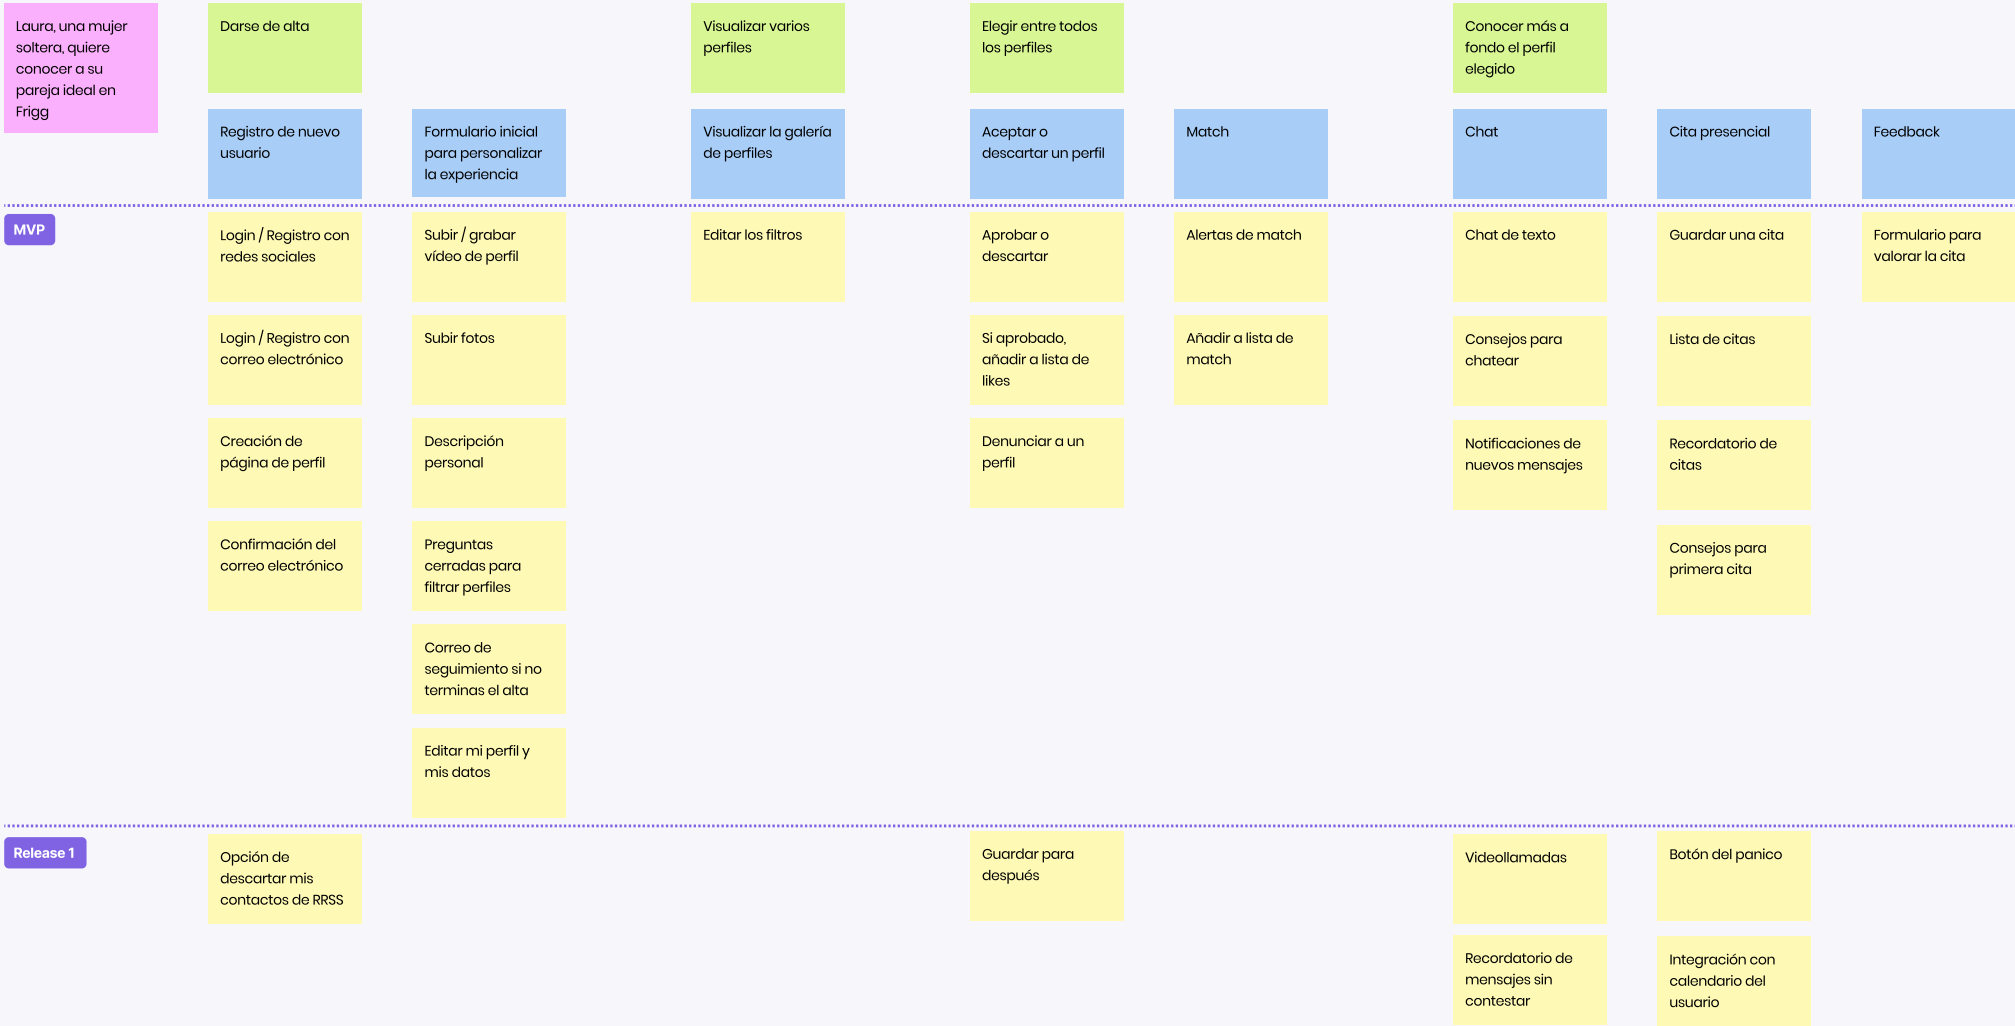 Laura, una mujer
soltera, quiere
conocer a su
pareja ideal en
Frigg
Darse de alta
Visualizar varios
perfiles
Elegir entre todos
los perfiles
Conocer más a
fondo el perfil
elegido
Registro de nuevo
usuario
Formulario inicial
para personalizar
la experiencia
Visualizar la galería
de perfiles
Aceptar o
descartar un perfil
Match
Chat
Cita presencial
Feedback
MVP
Login / Registro con
redes sociales
Subir / grabar
vídeo de perfil
Editar los filtros
Aprobar o
descartar
Alertas de match
Chat de texto
Guardar una cita
Formulario para
valorar la cita
Login / Registro con
correo electrónico
Subir fotos
Si aprobado,
añadir a lista de
likes
Añadir a lista de
match
Consejos para
chatear
Lista de citas
Creación de
página de perfil
Descripción
personal
Denunciar a un
perfil
Notificaciones de
nuevos mensajes
Recordatorio de
citas
Confirmación del
correo electrónico
Preguntas
cerradas para
filtrar perfiles
Consejos para
primera cita
Correo de
seguimiento si no
terminas el alta
Editar mi perfil y
mis datos
Release 1
Opción de
descartar mis
contactos de RRSS
Guardar para
después
Videollamadas
Botón del panico
Recordatorio de
mensajes sin
contestar
Integración con
calendario del
usuario